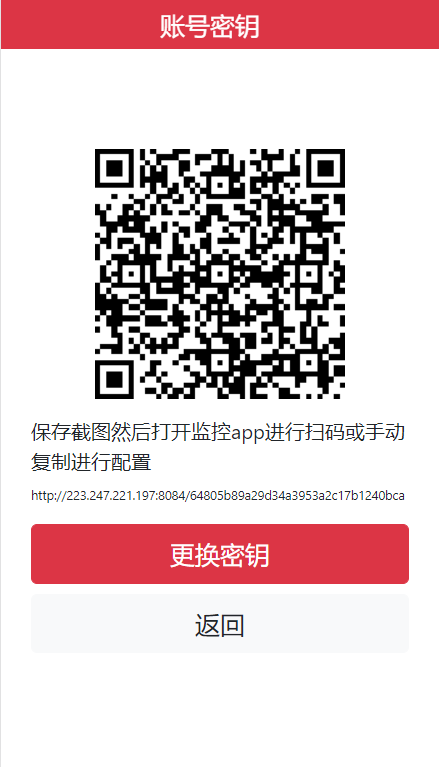 账号密钥
保存截图然后打开监控app进行扫码或手动
复制进行配置
http://223.247.221.197:8084/64805b89a29d34a3953a2c17b1240bca
更换密钥
返回